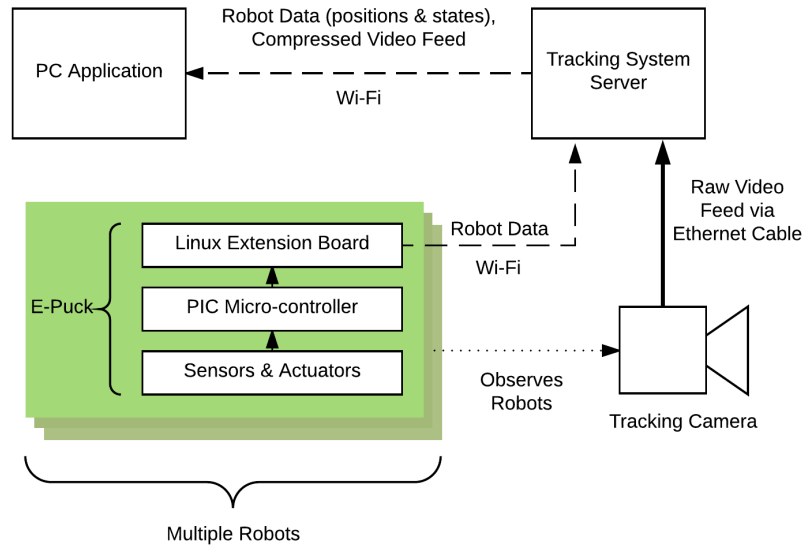 Robot Data (positions & states),
Compressed Video Feed
PC Application
Wi-Fi
Tracking System
Server
Raw Video
Feed via
Ethernet Cable
Linux Extension Board
Robot Data
Wi-Fi
E-Puck
PIC Micro-controller
Sensors & Actuators
Observes
Robots
Tracking Camera
Multiple Robots